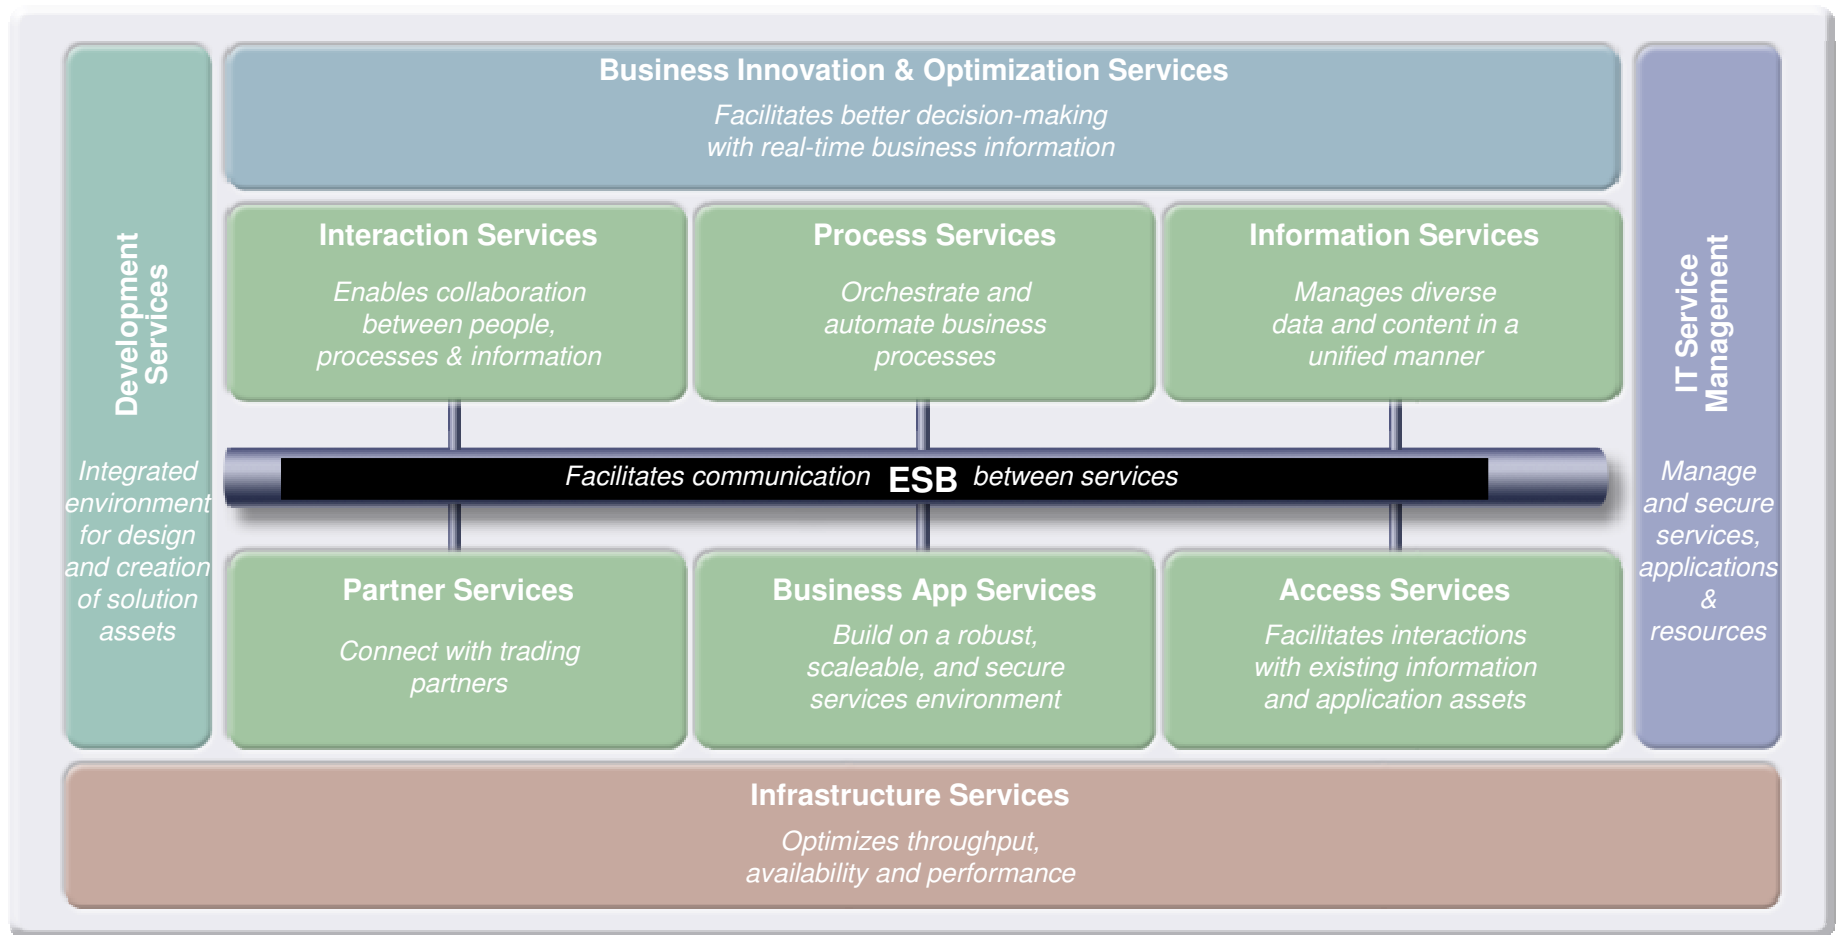 Business Innovation & Optimization Services
Facilitates better decision-making
with real-time business information
Development
Services
Integrated
environment
for design
and creation
of solution
assets
Interaction Services
Enables collaboration
between people,
processes & information
Process Services
Orchestrate and
automate business
processes
Information Services
Manages diverse
data and content in a
unified manner
IT Service
Management
Manage
and secure
services,
applications
&
resources
Facilitates communication ESB between services
Partner Services
Connect with trading
partners
Business App Services
Build on a robust,
scaleable, and secure
services environment
Access Services
Facilitates interactions
with existing information
and application assets
Infrastructure Services
Optimizes throughput,
availability and performance